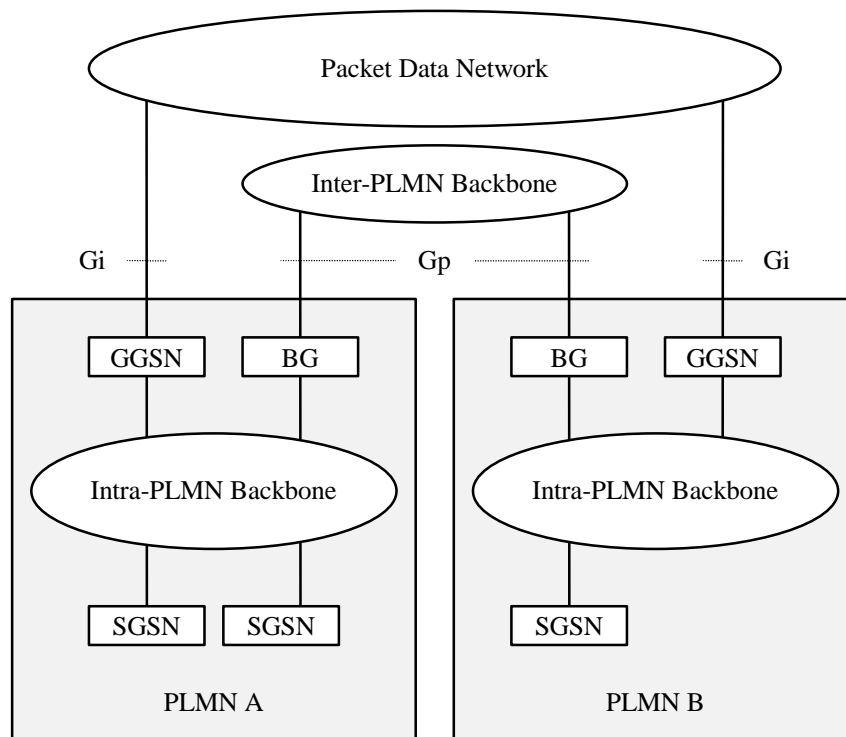 Packet Data Network
Inter-PLMN Backbone
Gi
Gp
Gi
GGSN
BG
BG
GGSN
Intra-PLMN Backbone
Intra-PLMN Backbone
SGSN
SGSN
SGSN
PLMN A
PLMN B